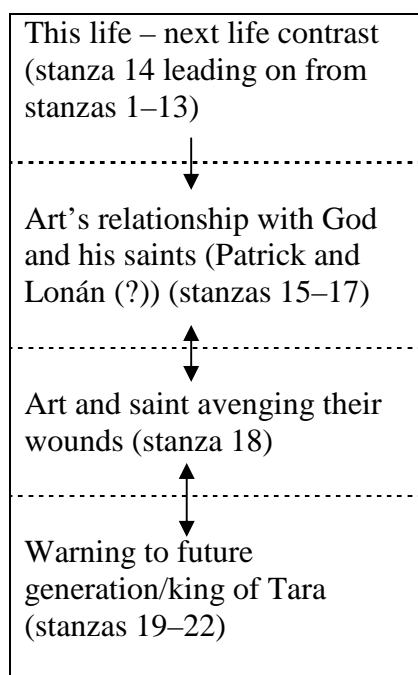 This life – next life contrast
(stanza 14 leading on from
stanzas 1–13)
Art’s relationship with God
and his saints (Patrick and
Lonán (?)) (stanzas 15–17)
Art and saint avenging their
wounds (stanza 18)
Warning to future
generation/king of Tara
(stanzas 19–22)